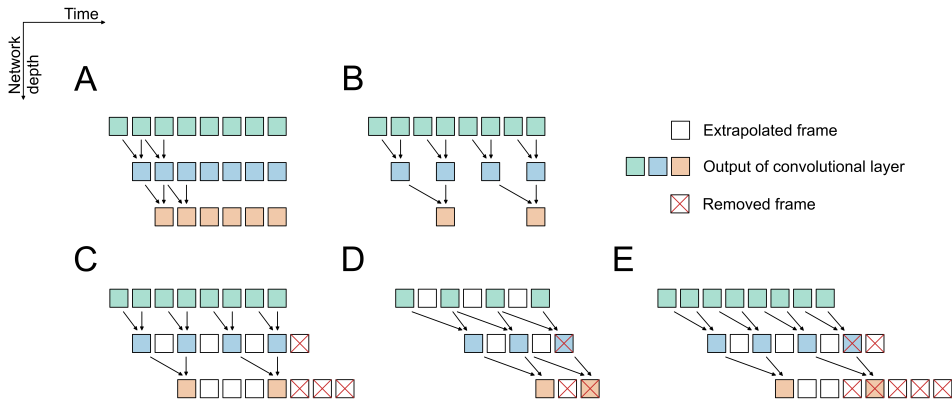 Time
Network
depth
A
B
Extrapolated frame
Output of convolutional layer
Removed frame
C
D
E